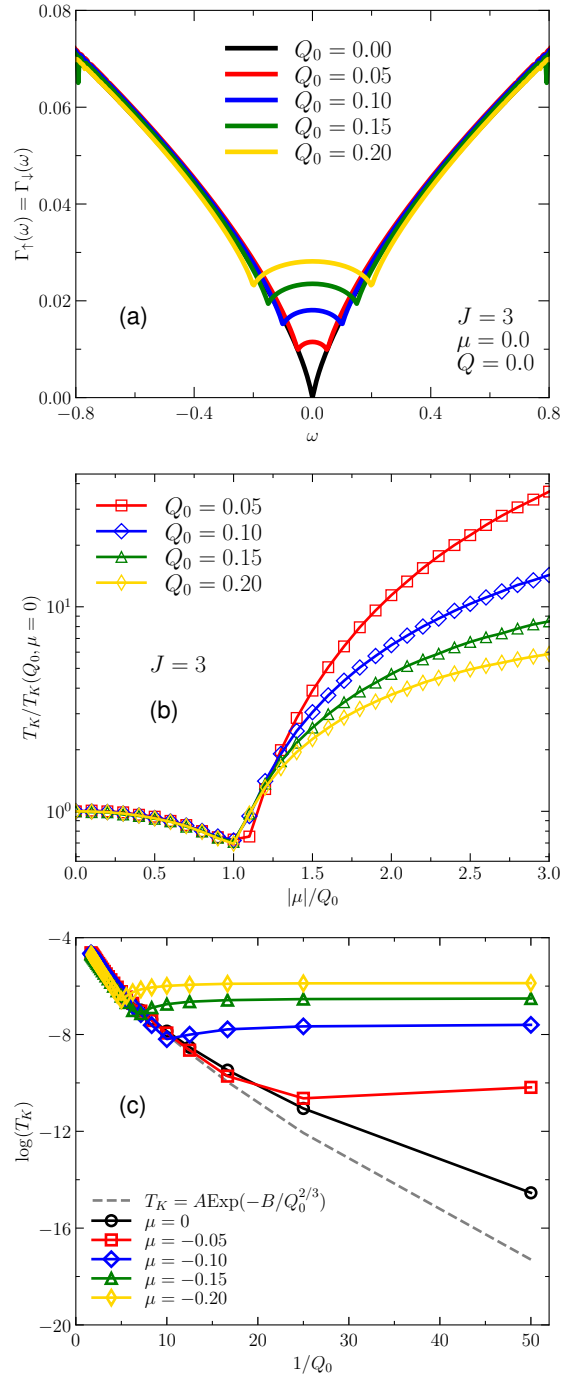 0.08
0.06
0.04
0.02
0.00
Γ↑(ω) = Γ↓(ω)
Q₀ = 0.00
Q₀ = 0.05
Q₀ = 0.10
Q₀ = 0.15
Q₀ = 0.20
(a)
J = 3
μ = 0.0
Q = 0.0
−0.8 −0.4 0.0 0.4 0.8
ω
Q₀ = 0.05
Q₀ = 0.10
Q₀ = 0.15
Q₀ = 0.20
10¹
10⁰
T_K/T_K(Q₀; μ = 0)
J = 3
(b)
0.0 0.5 1.0 1.5 2.0 2.5 3.0
|μ|/Q₀
−4
−8
−12
−16
−20
log(T_K)
(c)
T_K = AExp(−B/Q₀^{2/3})
μ = 0
μ = −0.05
μ = −0.10
μ = −0.15
μ = −0.20
0 10 20 30 40 50
1/Q₀